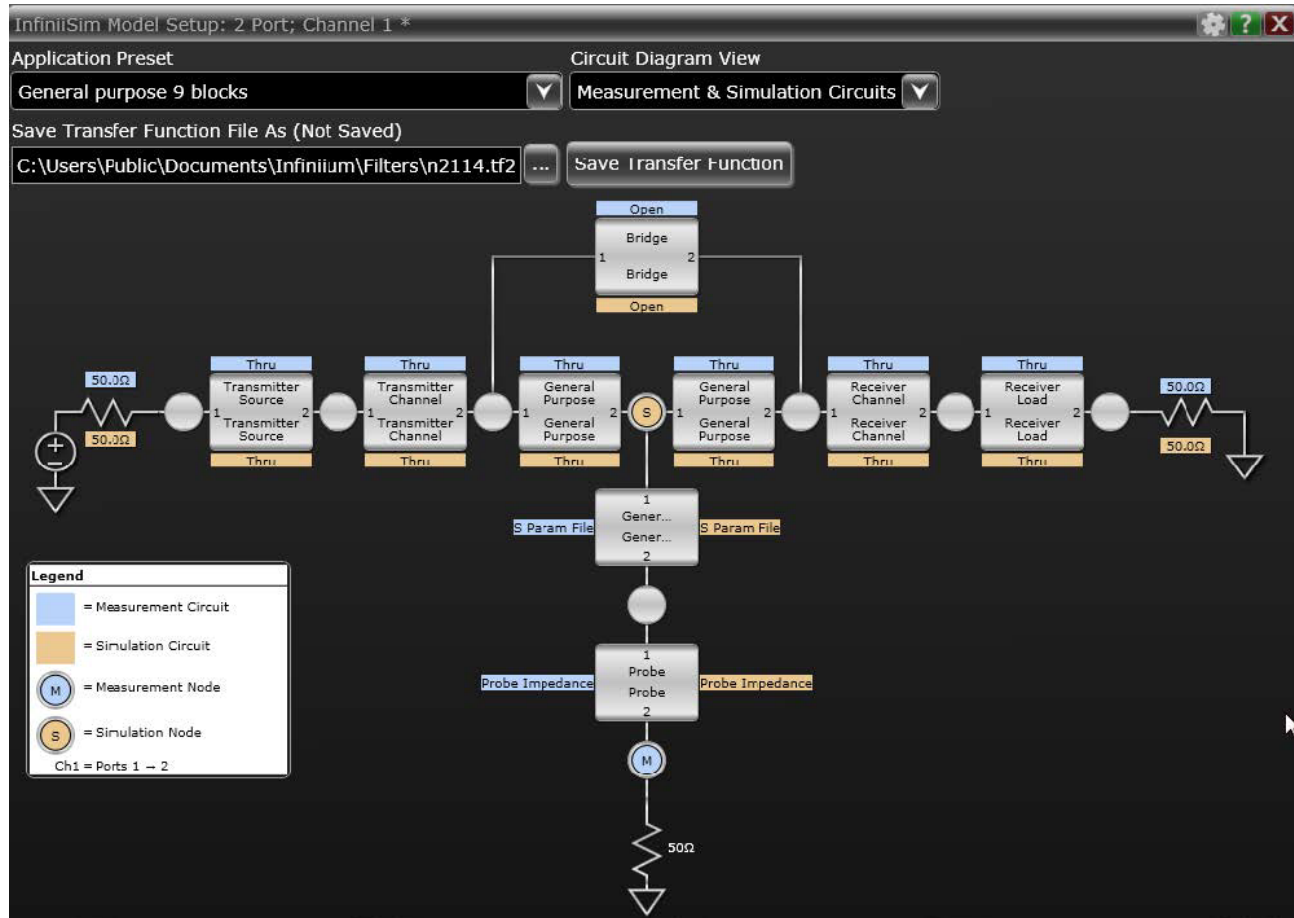 InfiniiSim Model Setup: 2 Port; Channel 1 *
?
X
Application Preset
Circuit Diagram View
General purpose 9 blocks
Measurement & Simulation Circuits
Save Transfer Function File As (Not Saved)
C:\Users\Public\Documents\Infiniium\Filters\n2114.tf2
...
Save Transfer Function
Open
Bridge
1 2
Bridge
Open
50.0Ω
50.0Ω
+
−
Thru
Transmitter
Source
1 2
Transmitter
Source
Thru
Thru
Transmitter
Channel
1 2
Transmitter
Channel
Thru
Thru
General
Purpose
1 2
General
Purpose
Thru
S
Thru
General
Purpose
1 2
General
Purpose
Thru
Thru
Receiver
Channel
1 2
Receiver
Channel
Thru
Thru
Receiver
Load
1 2
Receiver
Load
Thru
50.0Ω
50.0Ω
1
S Param File
Gener...
Gener...
S Param File
2
1
Probe Impedance
Probe
Probe
Probe Impedance
2
M
50Ω
Legend
= Measurement Circuit
= Simulation Circuit
M = Measurement Node
S = Simulation Node
Ch1 = Ports 1 → 2